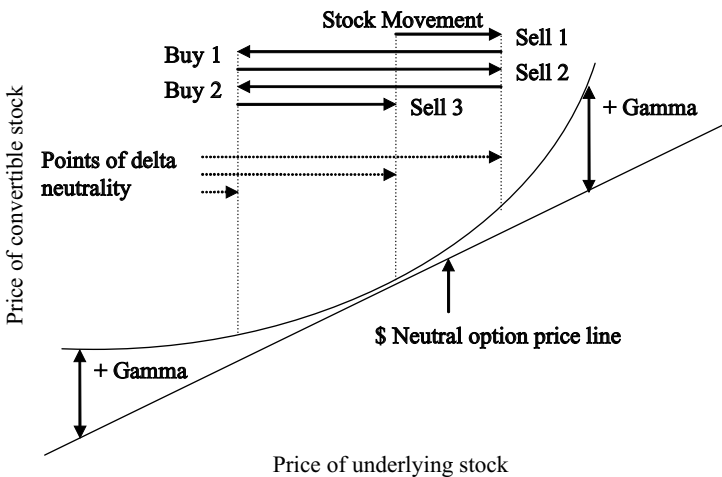 Stock Movement
Sell 1
Buy 1
Sell 2
Buy 2
Sell 3
+ Gamma
Points of delta
neutrality
Price of convertible stock
$ Neutral option price line
+ Gamma
Price of underlying stock